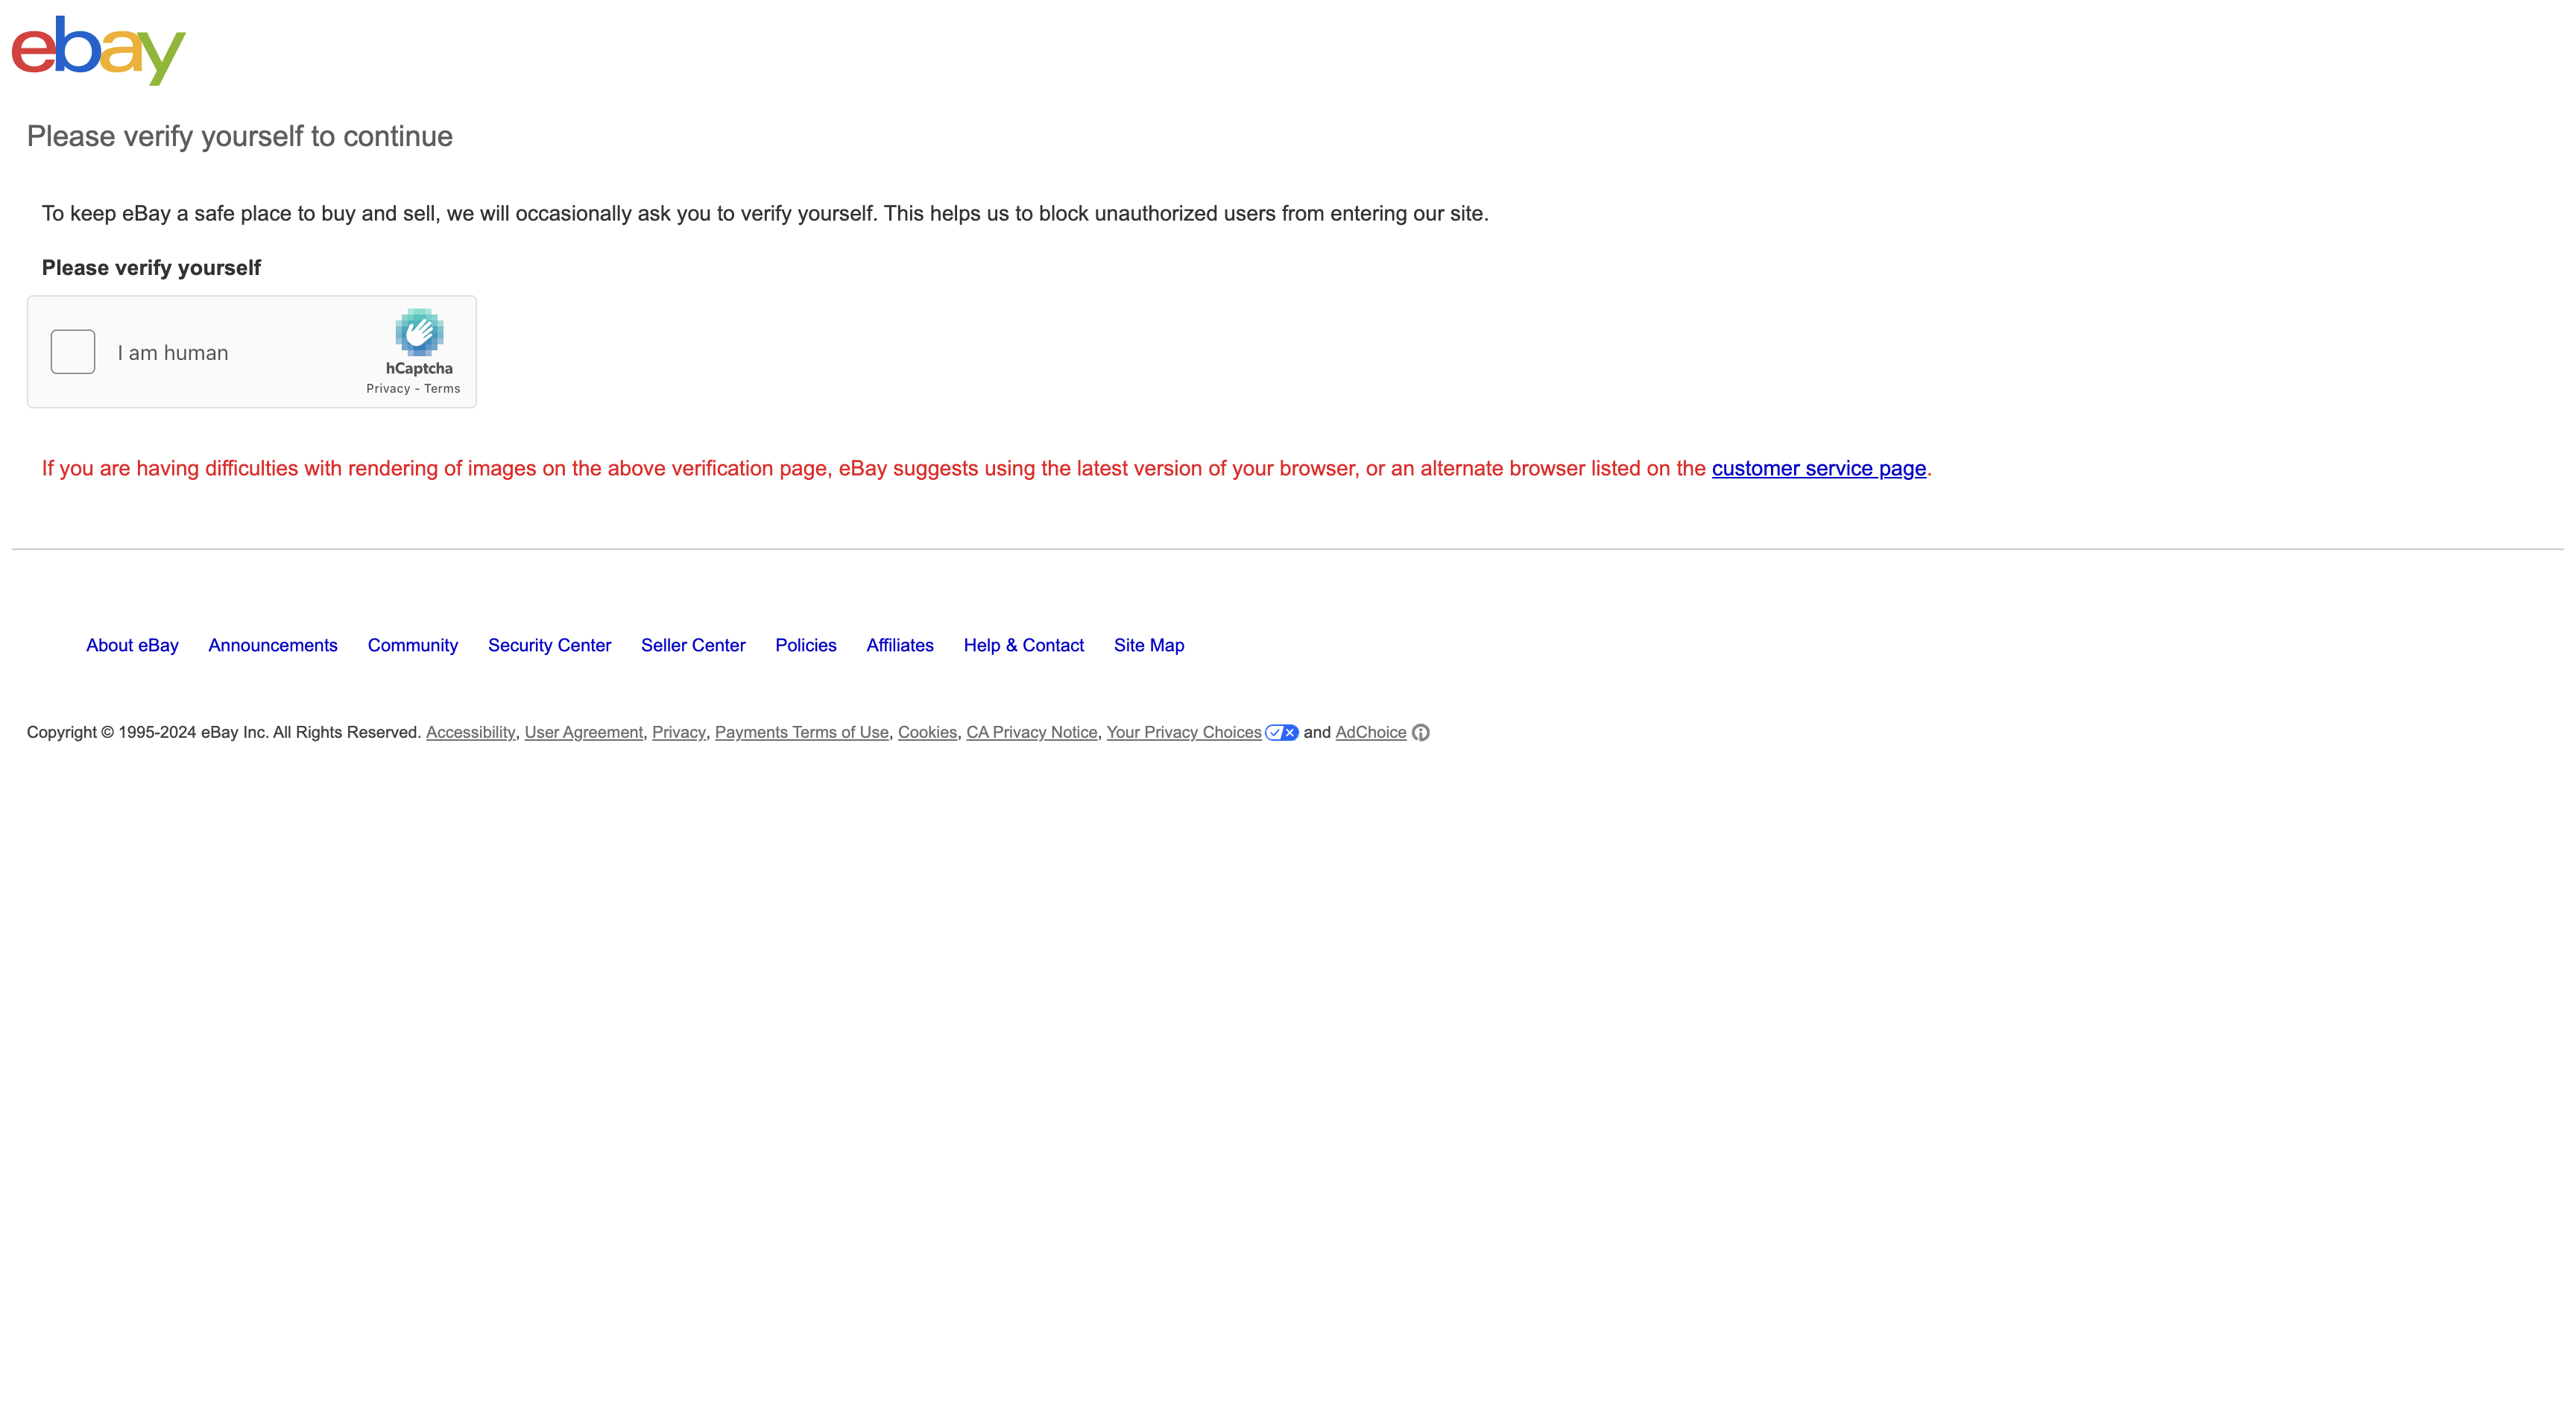 ebay
Please verify yourself to continue
To keep eBay a safe place to buy and sell, we will occasionally ask you to verify yourself. This helps us to block unauthorized users from entering our site.
Please verify yourself
I am human
hCaptcha
Privacy - Terms
If you are having difficulties with rendering of images on the above verification page, eBay suggests using the latest version of your browser, or an alternate browser listed on the customer service page.
About eBay Announcements Community Security Center Seller Center Policies Affiliates Help & Contact Site Map
Copyright © 1995-2024 eBay Inc. All Rights Reserved. Accessibility, User Agreement, Privacy, Payments Terms of Use, Cookies, CA Privacy Notice, Your Privacy Choices and AdChoice